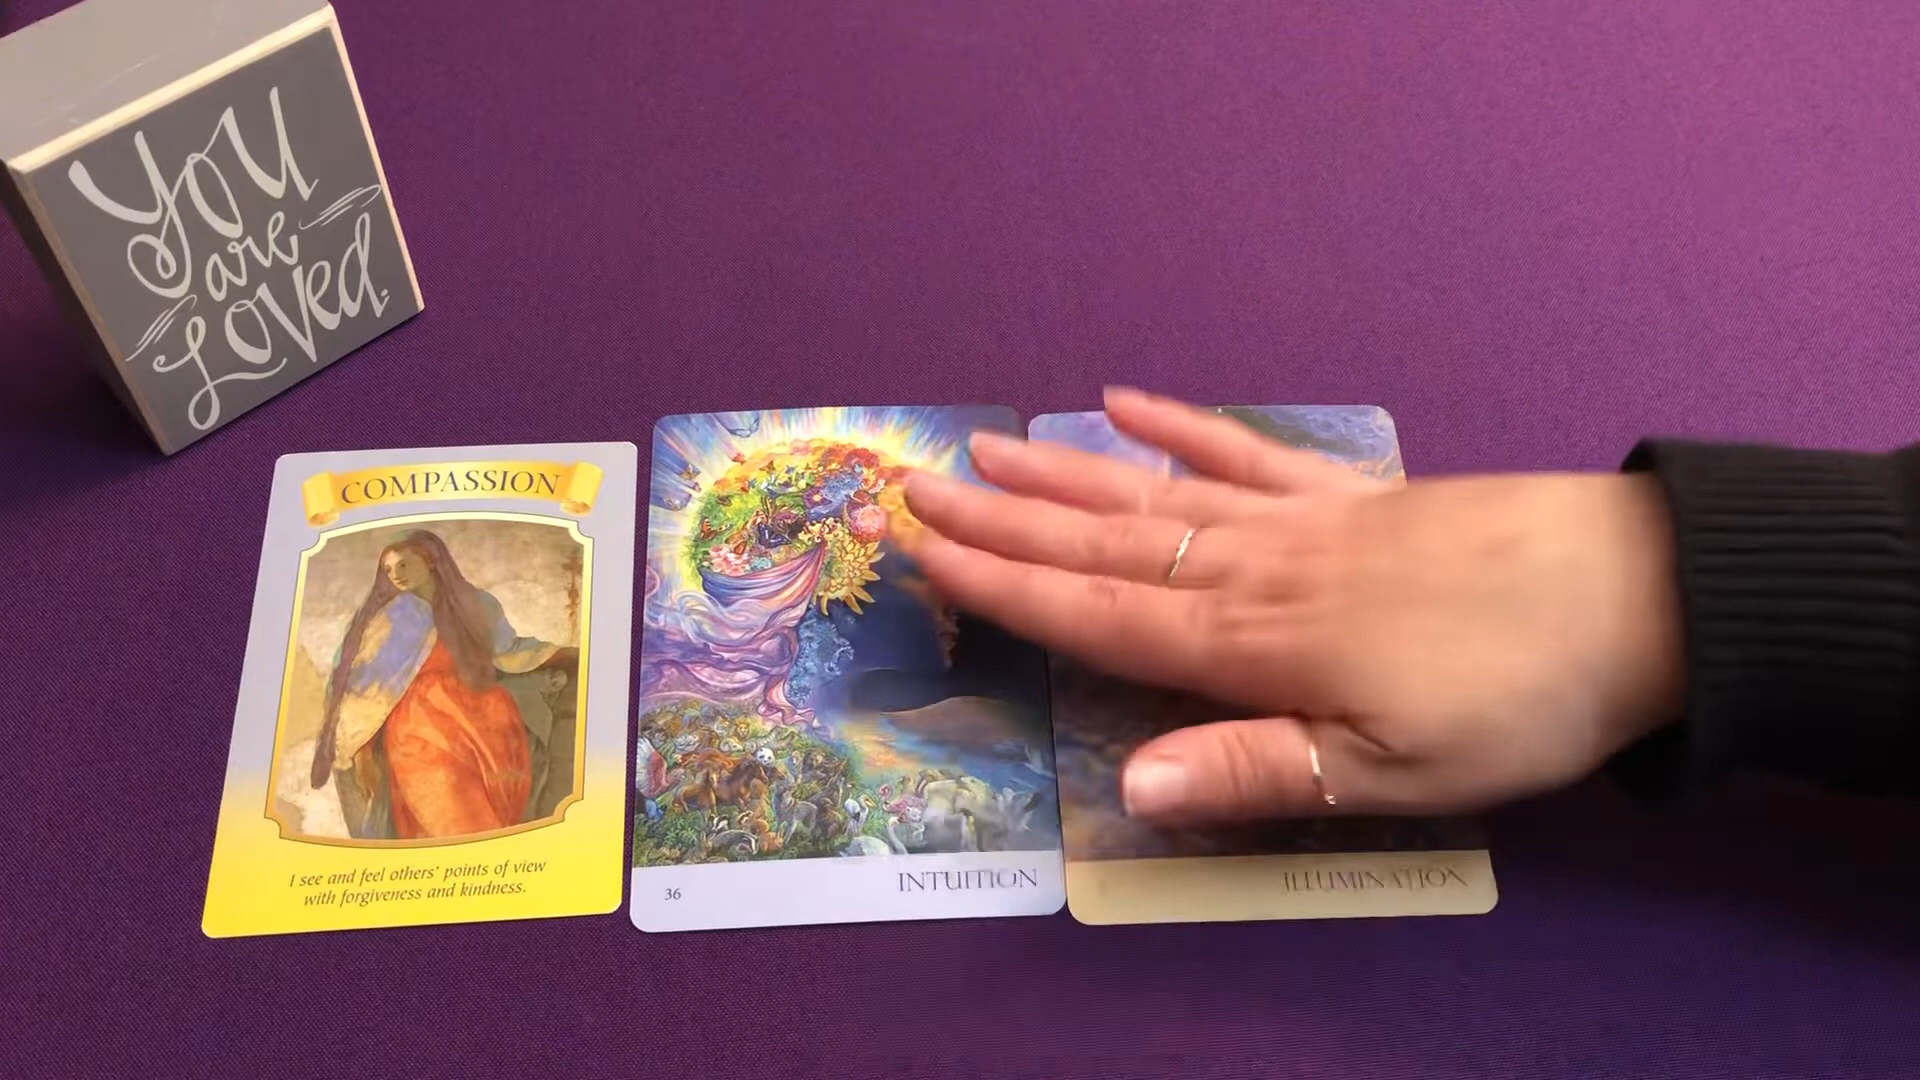 You
are
Loved.
COMPASSION
I see and feel others' points of view
with forgiveness and kindness.
36
INTUITION
ILLUMINATION